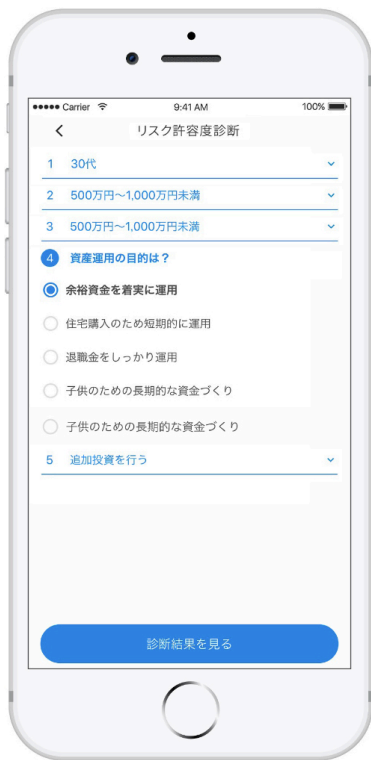 Carrier 9:41 AM 100%
リスク許容度診断
1 30代
2 500万円〜1,000万円未満
3 500万円〜1,000万円未満
4 資産運用の目的は？
余裕資金を着実に運用
住宅購入のため短期的に運用
退職金をしっかり運用
子供のための長期的な資金づくり
子供のための長期的な資金づくり
5 追加投資を行う
診断結果を見る